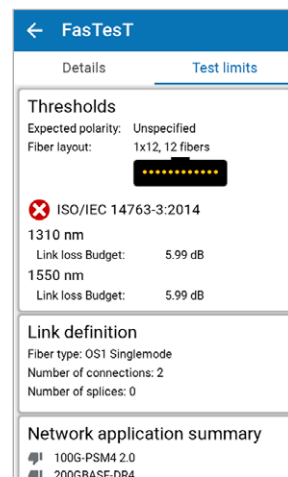 FasTesT
Details Test limits
Thresholds
Expected polarity: Unspecified
Fiber layout: 1x12, 12 fibers
ISO/IEC 14763-3:2014
1310 nm
Link loss Budget: 5.99 dB
1550 nm
Link loss Budget: 5.99 dB
Link definition
Fiber type: OS1 Singlemode
Number of connections: 2
Number of splices: 0
Network application summary
100G-PSM4 2.0
200GBASE-DR4